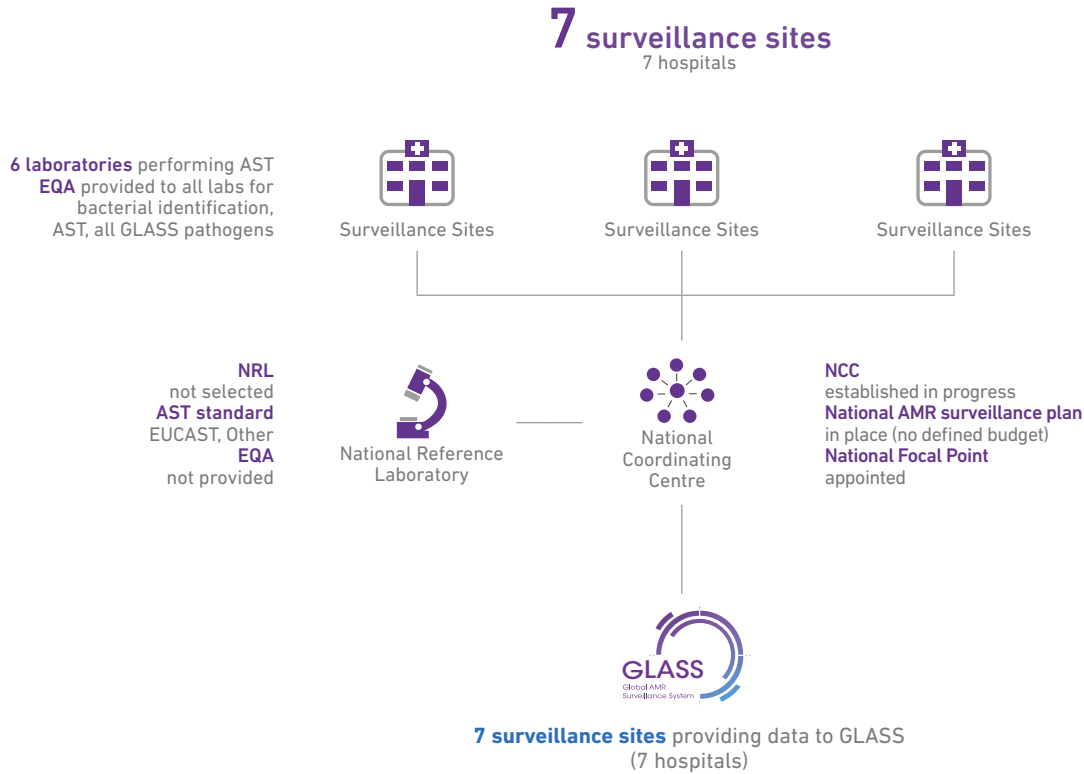 7 surveillance sites
7 hospitals
6 laboratories performing AST
EQA provided to all labs for
bacterial identification,
AST, all GLASS pathogens
Surveillance Sites
Surveillance Sites
Surveillance Sites
NRL
not selected
AST standard
EUCAST, Other
EQA
not provided
National Reference
Laboratory
National
Coordinating
Centre
NCC
established in progress
National AMR surveillance plan
in place (no defined budget)
National Focal Point
appointed
GLASS
Global AMR
Surveillance System
7 surveillance sites providing data to GLASS
(7 hospitals)